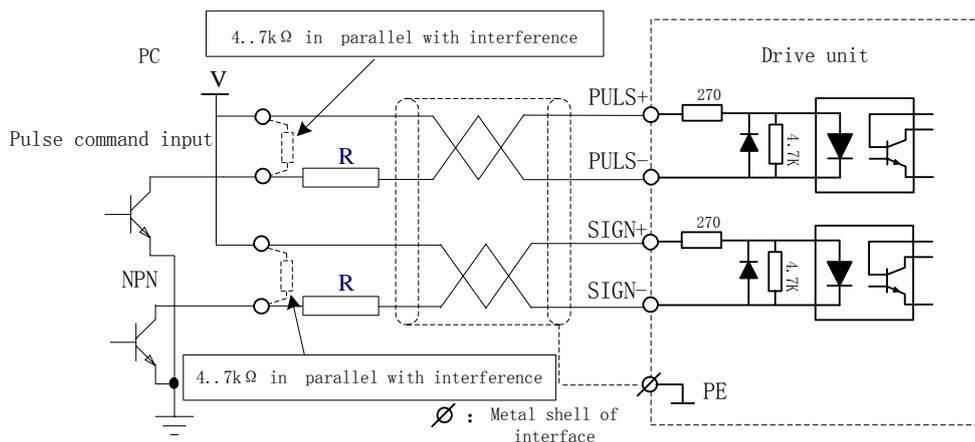 4..7kΩ in parallel with interference
PC
V
Drive unit
Pulse command input
PULS+
270
4.7K
R
PULS-
SIGN+
270
4.7K
NPN
R
SIGN-
4..7kΩ in parallel with interference
PE
: Metal shell of
interface